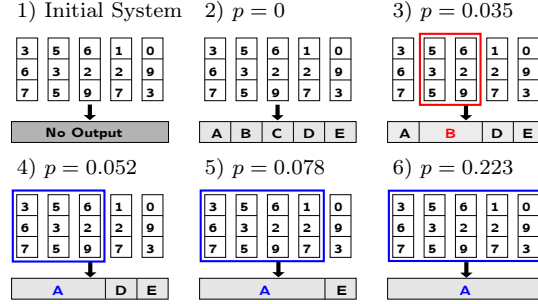 1) Initial System 2) p = 0 3) p = 0.035
3 5 6 1 0 3 5 6 1 0 3 5 6 1 0
6 3 2 2 9 6 3 2 2 9 6 3 2 2 9
7 5 9 7 3 7 5 9 7 3 7 5 9 7 3
No Output A B C D E A B D E
4) p = 0.052 5) p = 0.078 6) p = 0.223
3 5 6 1 0 3 5 6 1 0 3 5 6 1 0
6 3 2 2 9 6 3 2 2 9 6 3 2 2 9
7 5 9 7 3 7 5 9 7 3 7 5 9 7 3
A D E A E A